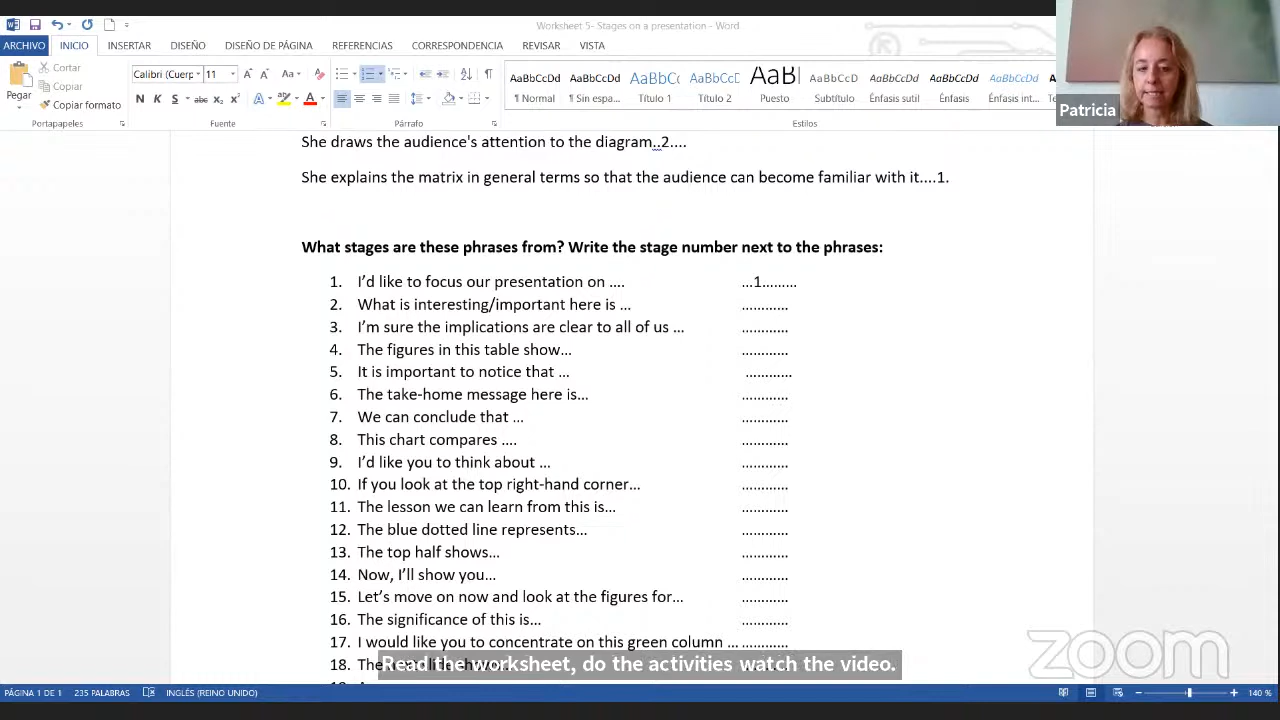 Worksheet 5- Stages on a presentation - Word
ARCHIVO INICIO INSERTAR DISEÑO DISEÑO DE PÁGINA REFERENCIAS CORRESPONDENCIA REVISAR VISTA
Pegar
Cortar
Copiar
Copiar formato
Portapapeles
Calibri (Cuerp 11
N K S abc x₂ x²
Fuente
Párrafo
AaBbCcDd AaBbCcDd AaBbC( AaBbCcD AaB| AaBbCcD AaBbCcDd AaBbCcDd AaBbCcDd
¶ Normal ¶ Sin espa... Título 1 Título 2 Puesto Subtítulo Énfasis sutil Énfasis Énfasis int...
Estilos
Patricia
She draws the audience's attention to the diagram..2....
She explains the matrix in general terms so that the audience can become familiar with it....1.
What stages are these phrases from? Write the stage number next to the phrases:
1. I'd like to focus our presentation on .... ...1.........
2. What is interesting/important here is ... ............
3. I'm sure the implications are clear to all of us ... ............
4. The figures in this table show... ............
5. It is important to notice that ... ............
6. The take-home message here is... ............
7. We can conclude that ... ............
8. This chart compares .... ............
9. I'd like you to think about ... ............
10. If you look at the top right-hand corner... ............
11. The lesson we can learn from this is... ............
12. The blue dotted line represents... ............
13. The top half shows... ............
14. Now, I'll show you... ............
15. Let's move on now and look at the figures for... ............
16. The significance of this is... ............
17. I would like you to concentrate on this green column ... ............
18. The
Read the worksheet, do the activities watch the video.
zoom
PÁGINA 1 DE 1 235 PALABRAS INGLÉS (REINO UNIDO) 140 %